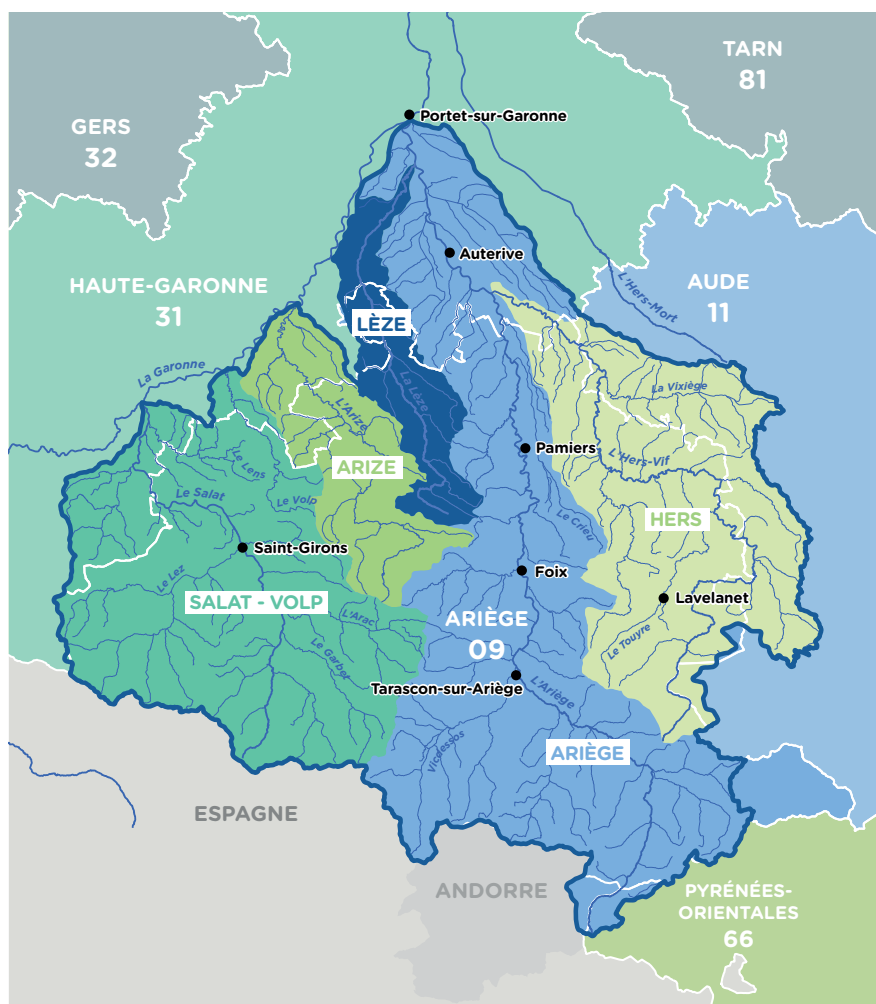 TARN
81
Portet-sur-Garonne
GERS
32
Auterive
HAUTE-GARONNE
31
AUDE
11
L'Hers-Mort
LÈZE
La Garonne
La Lèze
La Vixiège
L'Arize
Pamiers
L'Hers-Vif
ARIZE
Le Lens
Le Salat
Le Volp
HERS
Le Crieu
Saint-Girons
Foix
Le Lez
Lavelanet
SALAT - VOLP
L'Arac
ARIÈGE
09
Le Garbet
Le Touyre
Tarascon-sur-Ariège
L'Ariège
Vicdessos
ARIÈGE
ESPAGNE
ANDORRE
PYRÉNÉES-
ORIENTALES
66